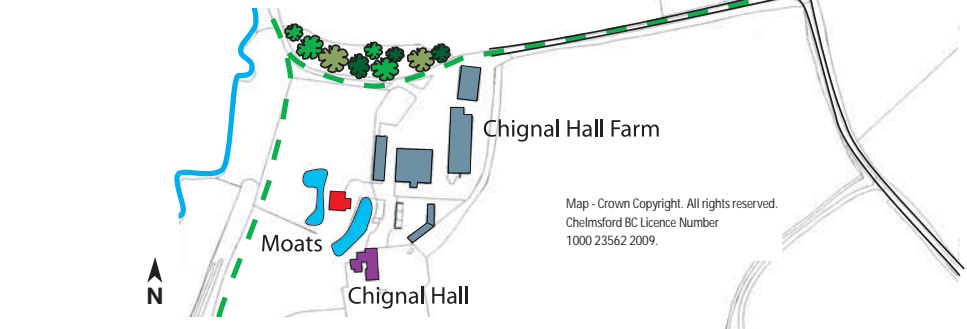 Chignal Hall Farm
Map - Crown Copyright. All rights reserved.
Chelmsford BC Licence Number
1000 23562 2009.
Moats
N
Chignal Hall